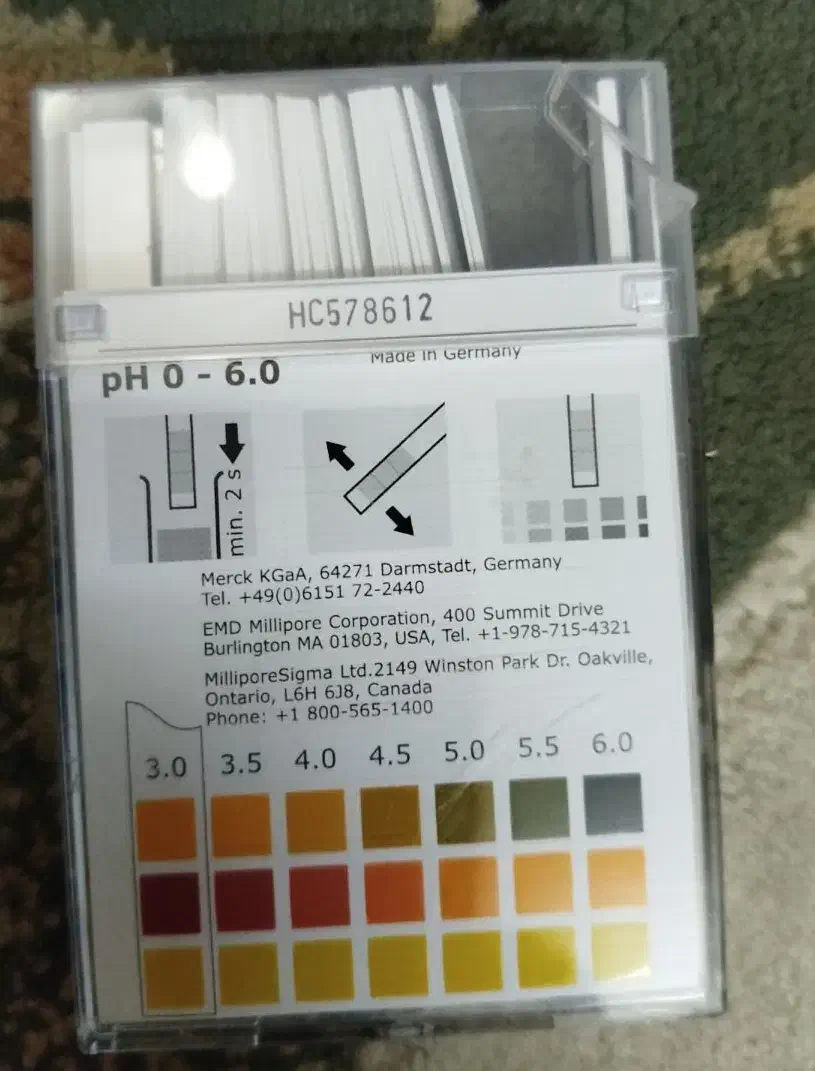 HC578612
Made in Germany
pH 0 - 6.0
min. 2 s
Merck KGaA, 64271 Darmstadt, Germany
Tel. +49(0)6151 72-2440
EMD Millipore Corporation, 400 Summit Drive
Burlington MA 01803, USA, Tel. +1-978-715-4321
MilliporeSigma Ltd.2149 Winston Park Dr. Oakville,
Ontario, L6H 6J8, Canada
Phone: +1 800-565-1400
3.0 3.5 4.0 4.5 5.0 5.5 6.0